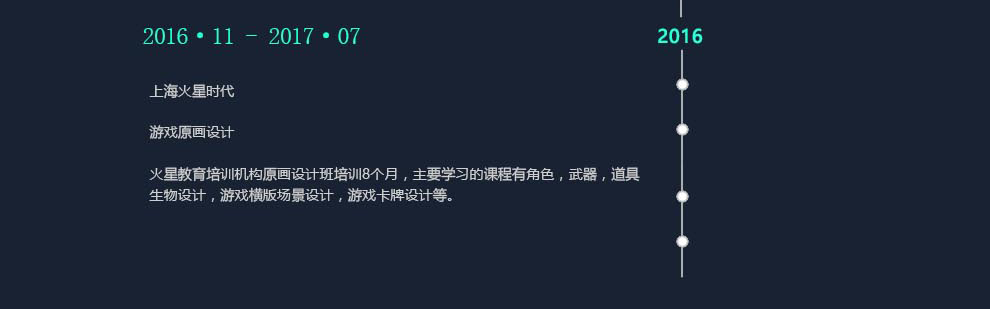 2016·11 - 2017·07
2016
上海火星时代
游戏原画设计
火星教育培训机构原画设计班培训8个月，主要学习的课程有角色，武器，道具
生物设计，游戏横版场景设计，游戏卡牌设计等。